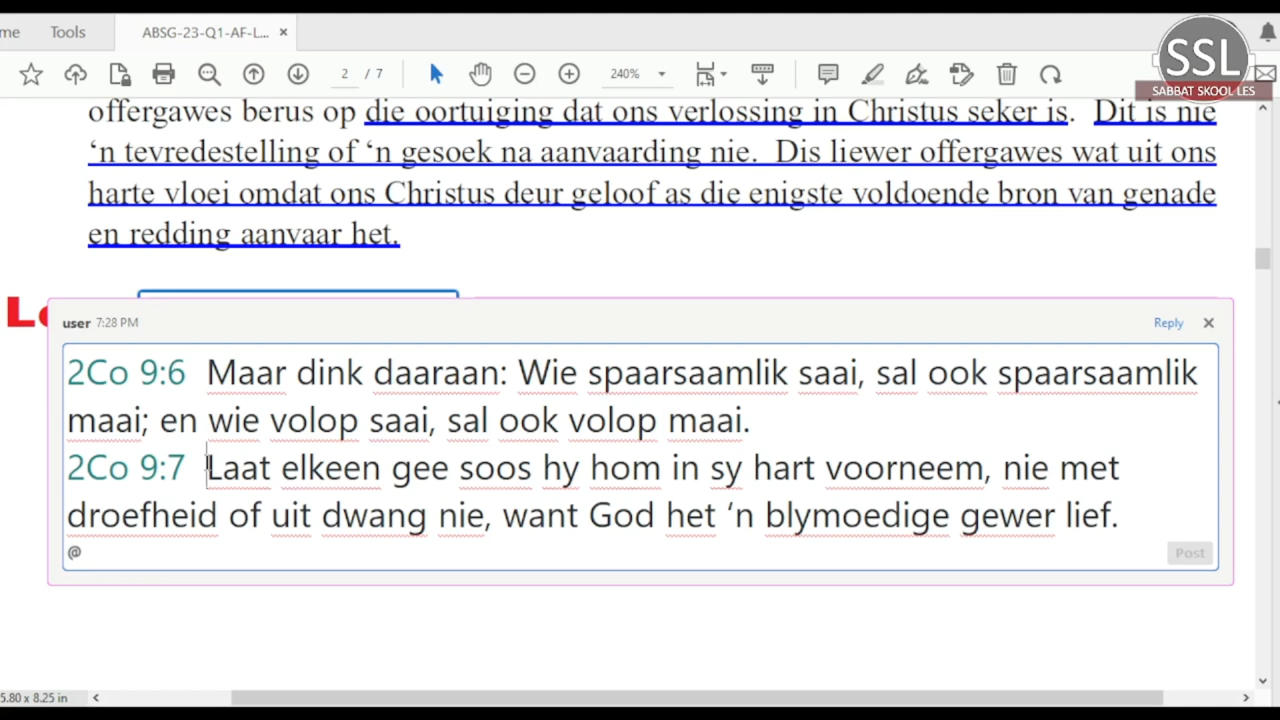 me Tools ABSG-23-Q1-AF-L... ×
SSL
SABBAT SKOOL LES
2 / 7 240%
offergawes berus op die oortuiging dat ons verlossing in Christus seker is. Dit is nie
‘n tevredestelling of ‘n gesoek na aanvaarding nie. Dis liewer offergawes wat uit ons
harte vloei omdat ons Christus deur geloof as die enigste voldoende bron van genade
en redding aanvaar het.
Le
user 7:28 PM Reply ×
2Co 9:6 Maar dink daaraan: Wie spaarsaamlik saai, sal ook spaarsaamlik
maai; en wie volop saai, sal ook volop maai.
2Co 9:7 Laat elkeen gee soos hy hom in sy hart voorneem, nie met
droefheid of uit dwang nie, want God het ‘n blymoedige gewer lief.
@ Post
5.80 x 8.25 in